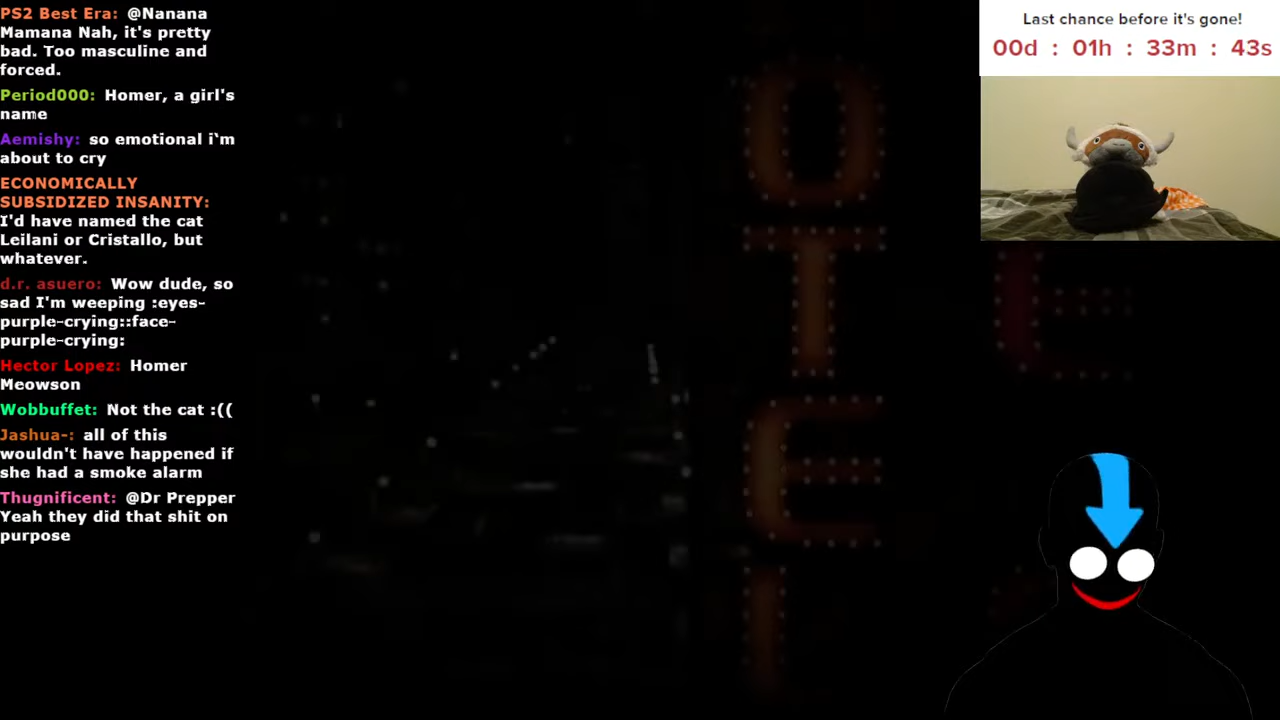 PS2 Best Era: @Nanana
Mamana Nah, it's pretty
bad. Too masculine and
forced.
Period000: Homer, a girl's
name
Aemishy: so emotional i'm
about to cry
ECONOMICALLY
SUBSIDIZED INSANITY:
I'd have named the cat
Leilani or Cristallo, but
whatever.
d.r. asuero: Wow dude, so
sad I'm weeping :eyes-
purple-crying::face-
purple-crying:
Hector Lopez: Homer
Meowson
Wobbuffet: Not the cat :((
Jashua-: all of this
wouldn't have happened if
she had a smoke alarm
Thugnificent: @Dr Prepper
Yeah they did that shit on
purpose
O
T
E
Last chance before it's gone!
00d : 01h : 33m : 43s
E